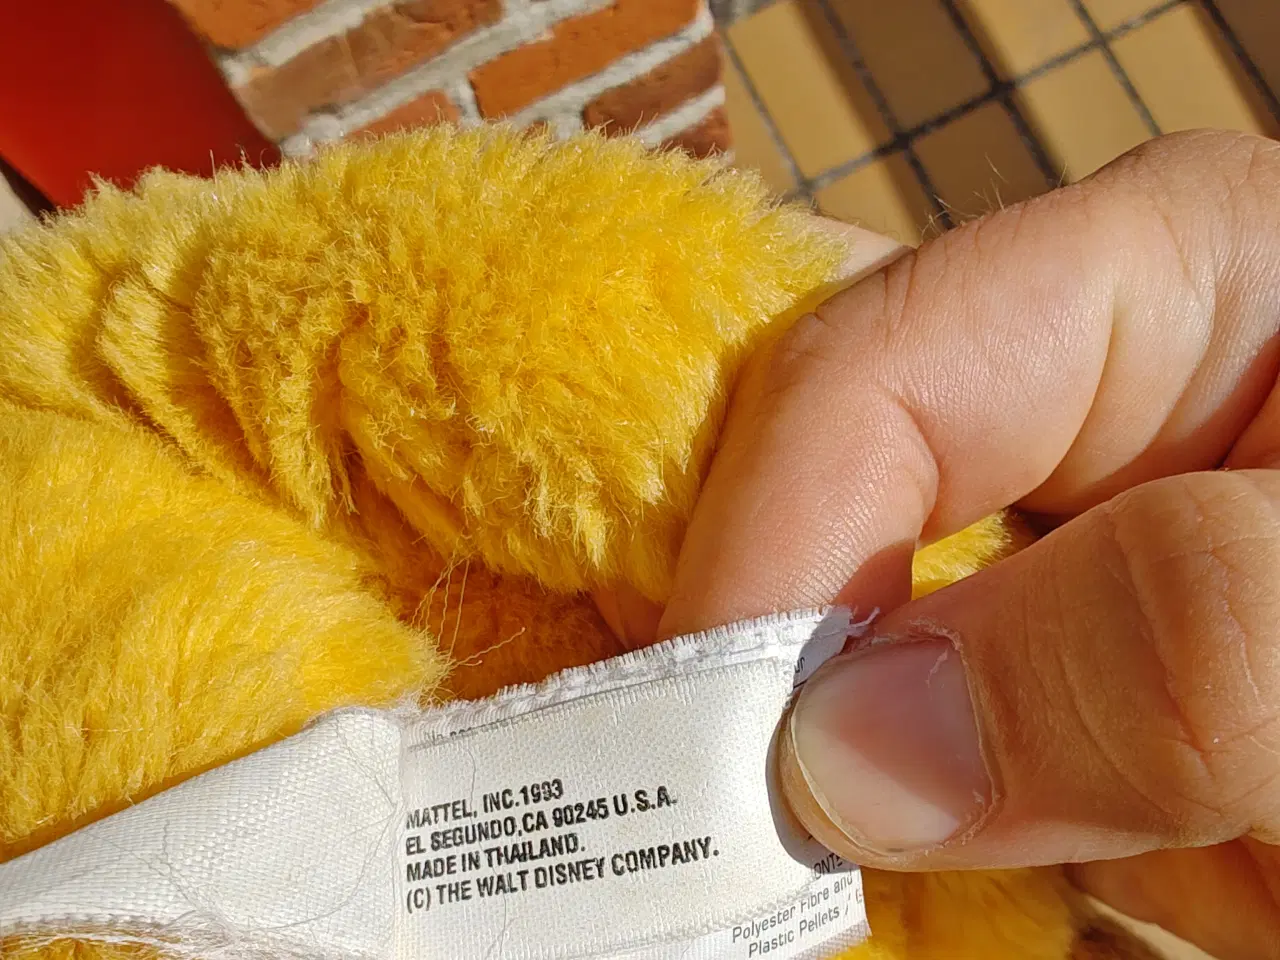 MATTEL, INC.1993
EL SEGUNDO,CA 90245 U.S.A.
MADE IN THAILAND.
(C) THE WALT DISNEY COMPANY.
Polyester Fibre and
Plastic Pellets /